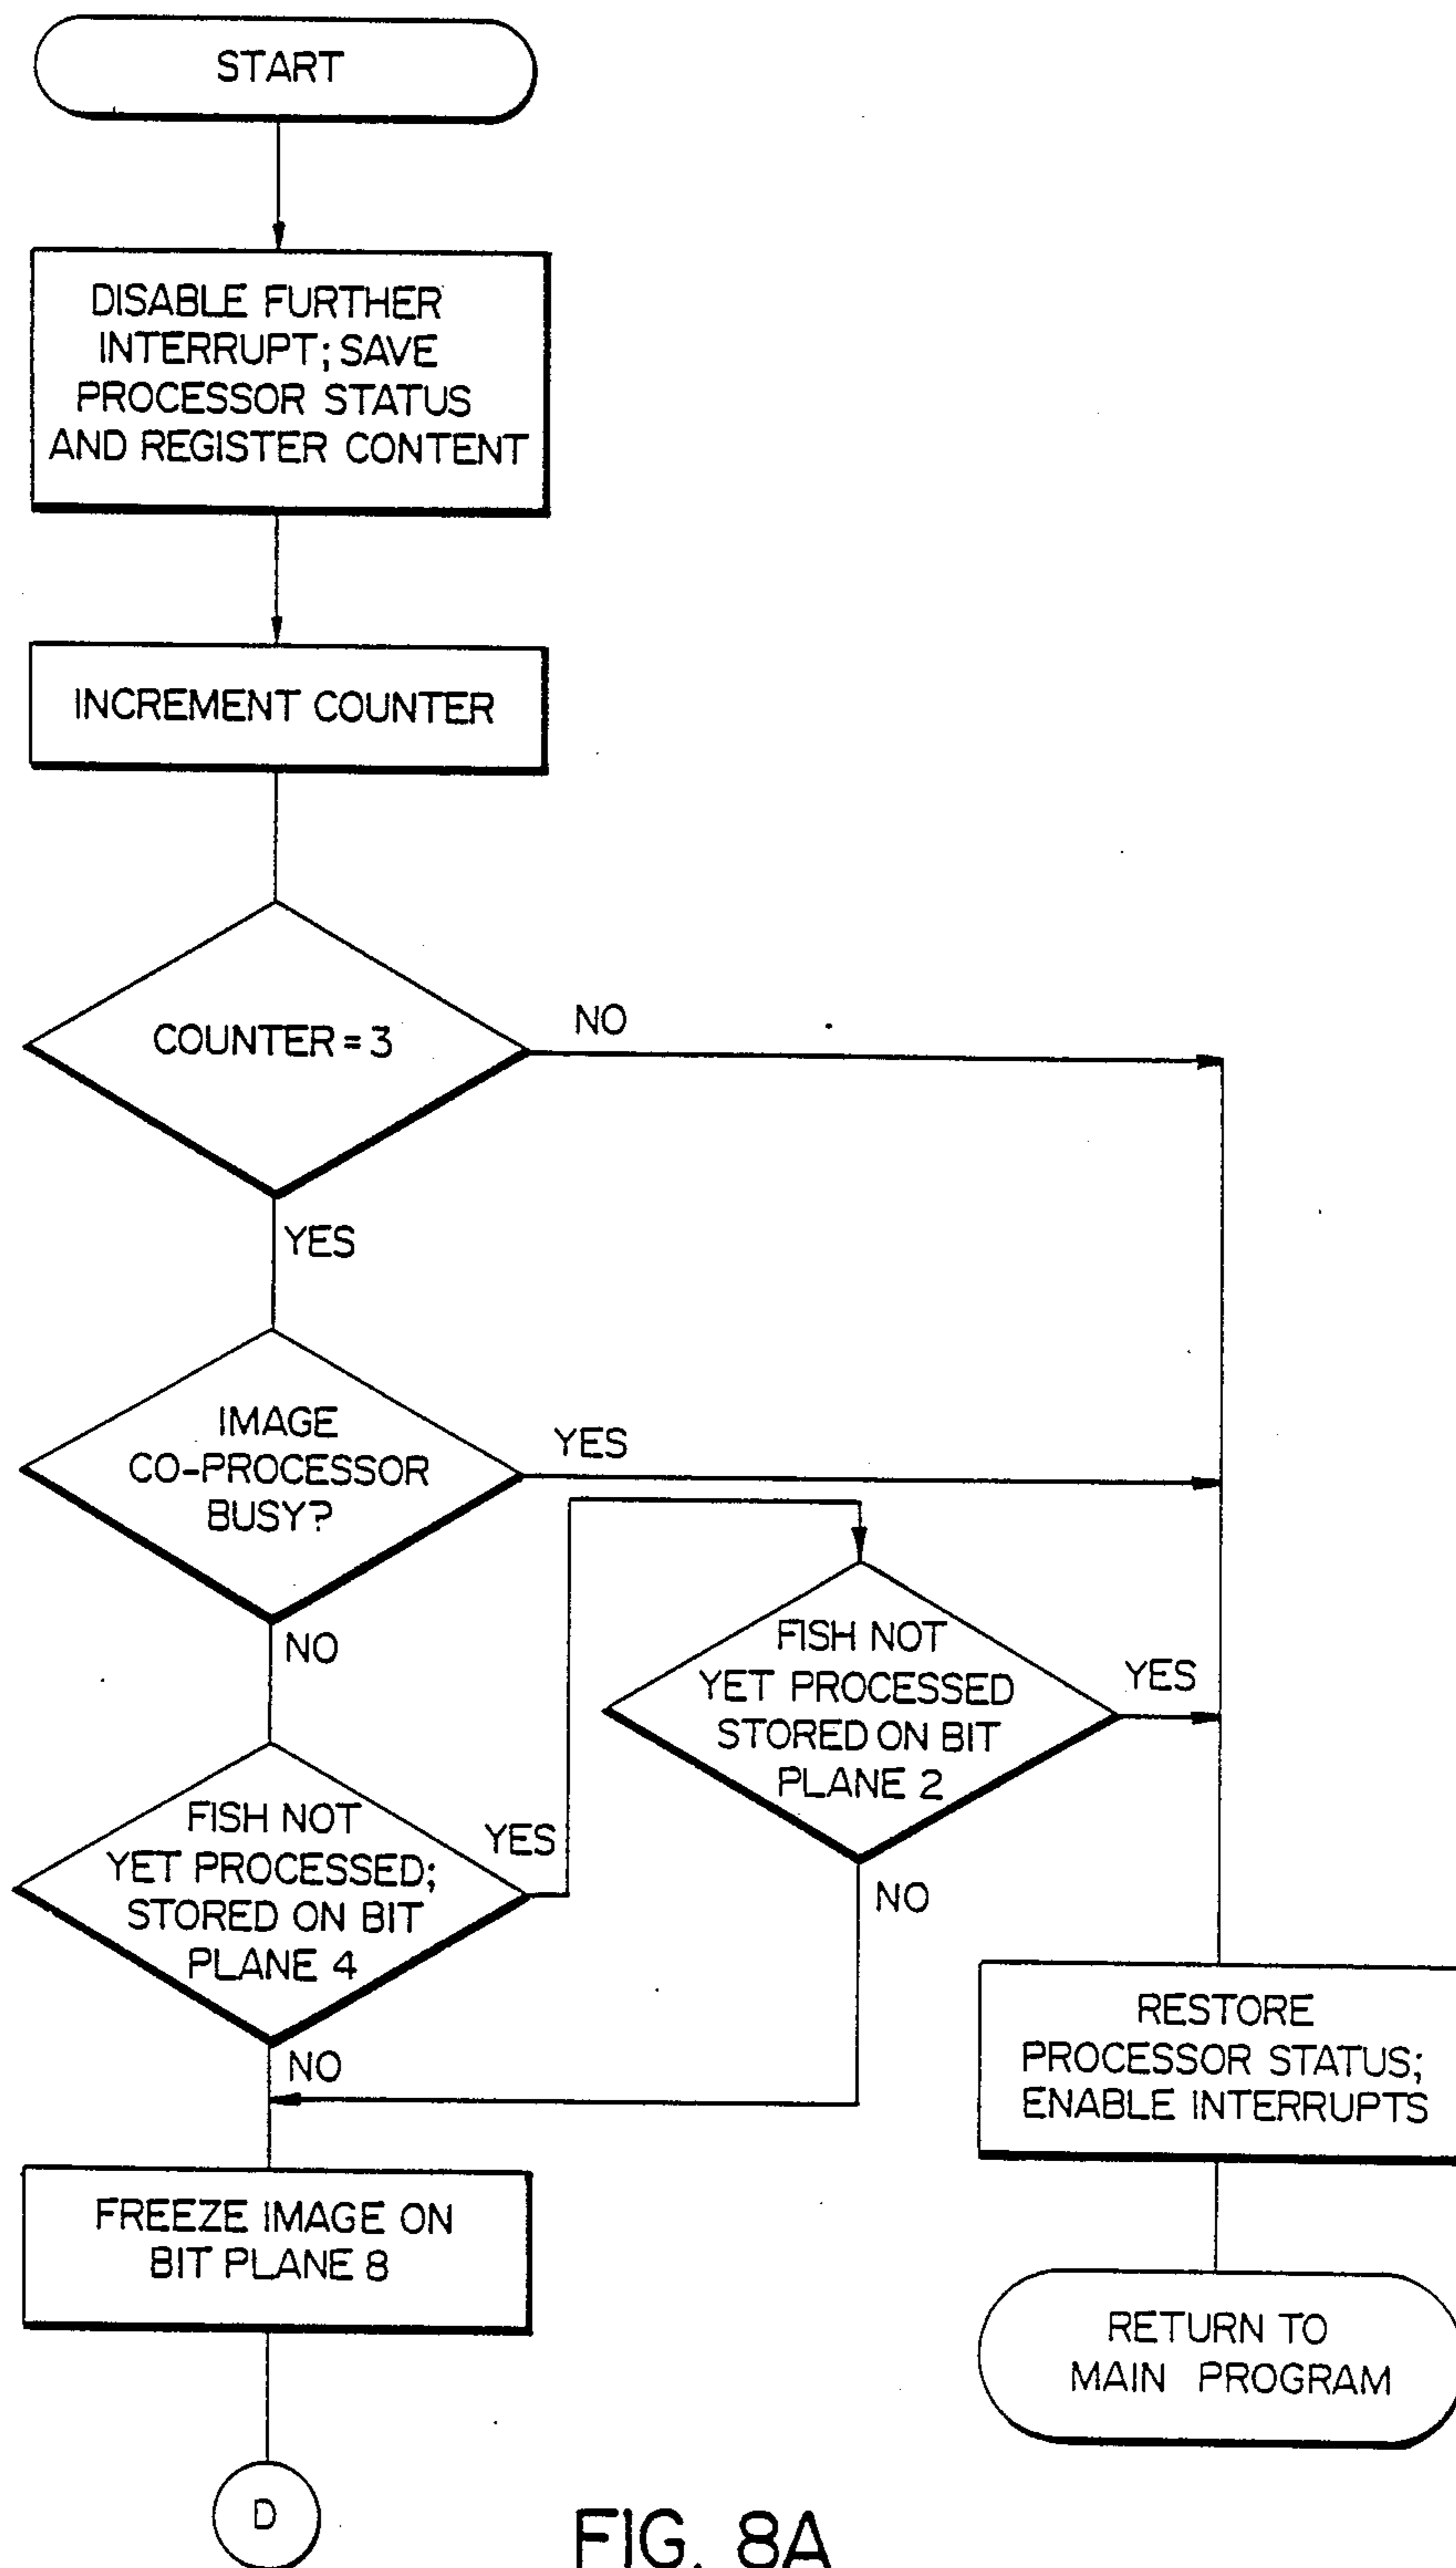 START
DISABLE FURTHER
INTERRUPT; SAVE
PROCESSOR STATUS
AND REGISTER CONTENT
INCREMENT COUNTER
COUNTER = 3
NO
YES
IMAGE
CO-PROCESSOR
BUSY?
YES
NO
FISH NOT
YET PROCESSED
STORED ON BIT
PLANE 2
YES
NO
FISH NOT
YET PROCESSED;
STORED ON BIT
PLANE 4
YES
NO
RESTORE
PROCESSOR STATUS;
ENABLE INTERRUPTS
FREEZE IMAGE ON
BIT PLANE 8
RETURN TO
MAIN PROGRAM
D
FIG. 8A